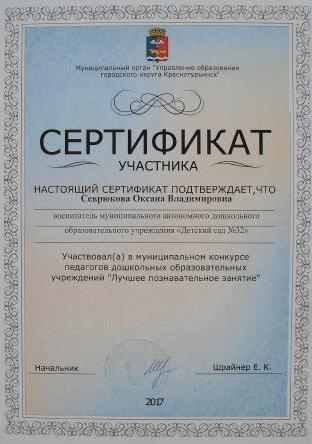 Муниципальный орган "Управление образования
городского округа Краснотурьинск"
СЕРТИФИКАТ
УЧАСТНИКА
НАСТОЯЩИЙ СЕРТИФИКАТ ПОДТВЕРЖДАЕТ,ЧТО
Севрюкова Оксана Владимировна
воспитатель муниципального автономного дошкольного
образовательного учреждения «Детский сад №32»
Участвовал(а) в муниципальном конкурсе
педагогов дошкольных образовательных
учреждений "Лучшее познавательное занятие"
Начальник Шрайнер Е. К.
2017